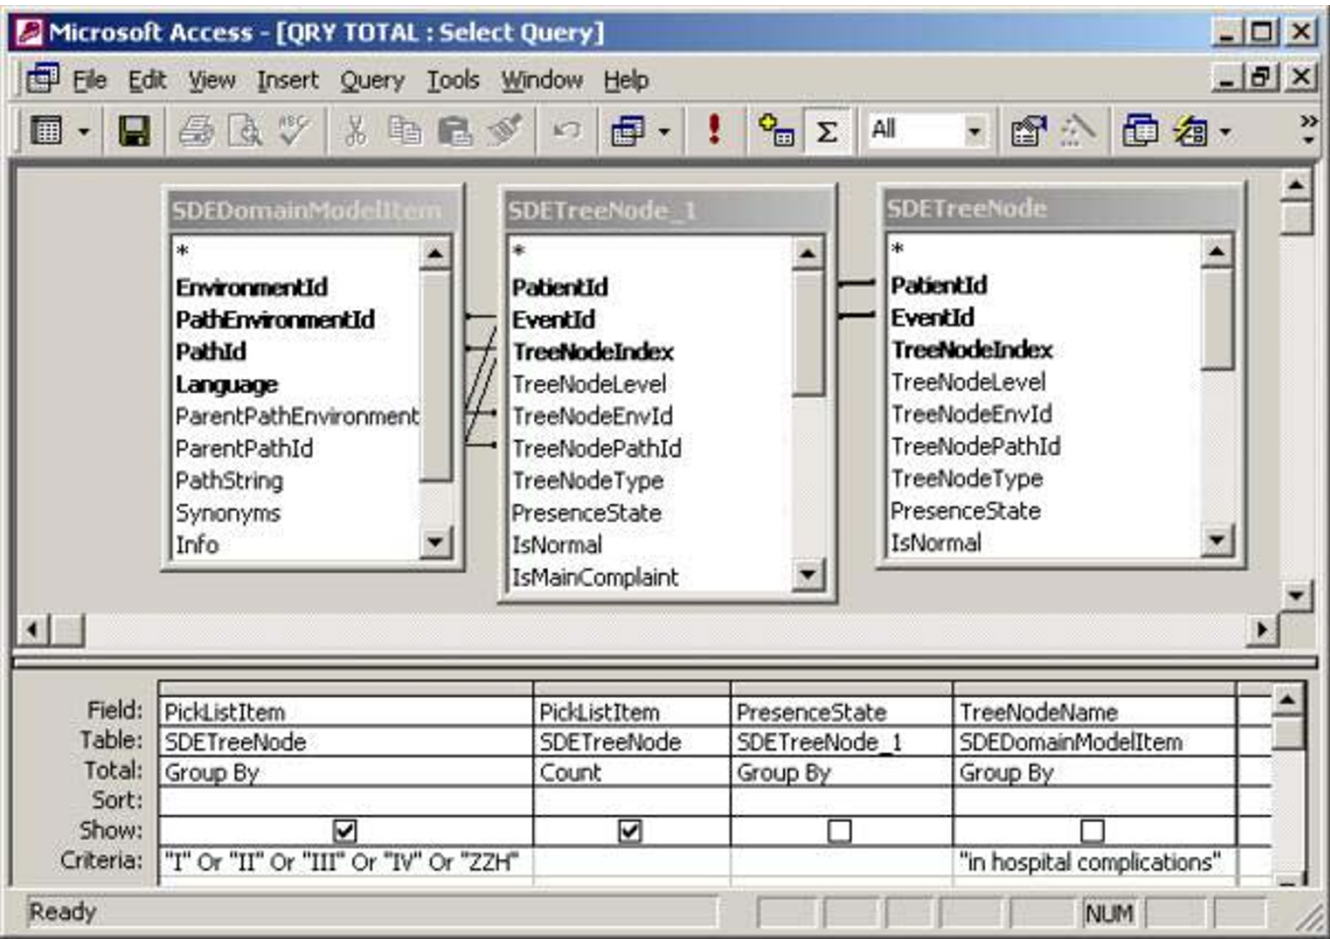 Microsoft Access - [QRY TOTAL : Select Query]
File Edit View Insert Query Tools Window Help
ABC Σ All
SDEDomainModelItem SDETreeNode_1 SDETreeNode
*
EnvironmentId
PathEnvironmentId
PathId
Language
ParentPathEnvironment
ParentPathId
PathString
Synonyms
Info
*
PatientId
EventId
TreeNodeIndex
TreeNodeLevel
TreeNodeEnvId
TreeNodePathId
TreeNodeType
PresenceState
IsNormal
IsMainComplaint
*
PatientId
EventId
TreeNodeIndex
TreeNodeLevel
TreeNodeEnvId
TreeNodePathId
TreeNodeType
PresenceState
IsNormal
Field: PickListItem PickListItem PresenceState TreeNodeName
Table: SDETreeNode SDETreeNode SDETreeNode_1 SDEDomainModelItem
Total: Group By Count Group By Group By
Sort:
Show:
Criteria: "I" Or "II" Or "III" Or "IV" Or "ZZH" "in hospital complications"
Ready NUM